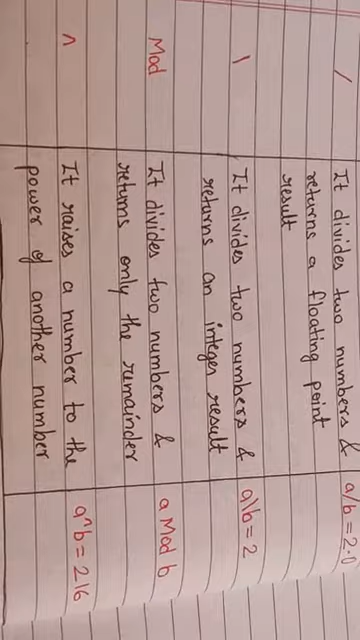 / It divides two numbers & a/b = 2.0
returns a floating point
result
\ It divides two numbers & a\b = 2
returns an integer result
Mod It divides two numbers & a Mod b
returns only the remainder
^ It raises a number to the a^b = 216
power of another number